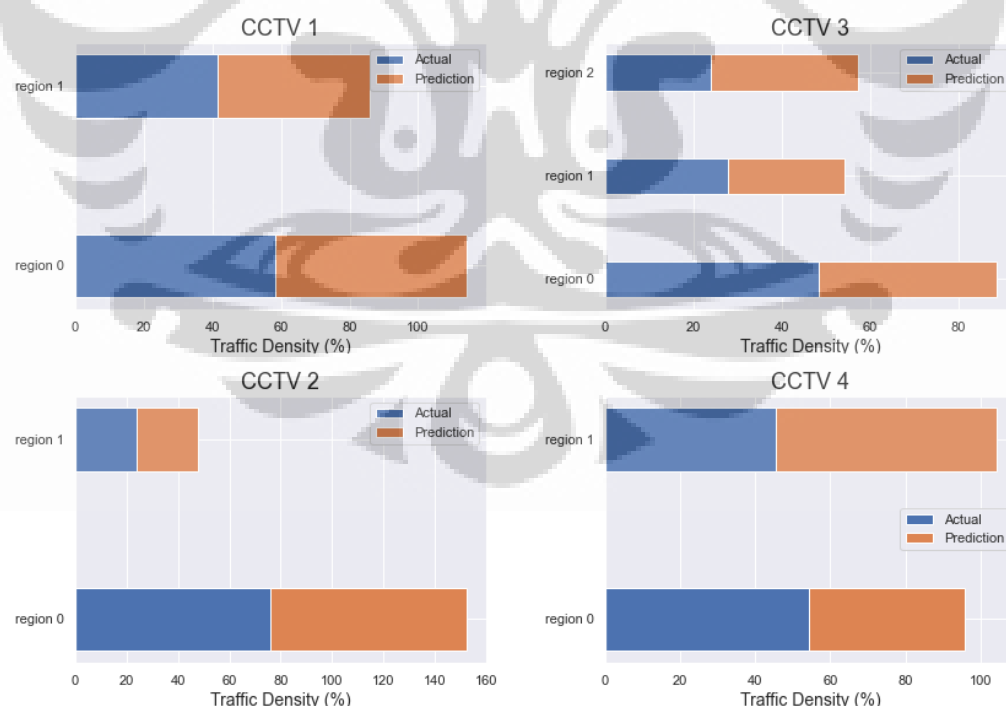 CCTV 1
Actual
Prediction
region 1
region 0
0 20 40 60 80 100
Traffic Density (%)
CCTV 3
Actual
Prediction
region 2
region 1
region 0
0 20 40 60 80
Traffic Density (%)
CCTV 2
Actual
Prediction
region 1
region 0
0 20 40 60 80 100 120 140 160
Traffic Density (%)
CCTV 4
region 1
Actual
Prediction
region 0
0 20 40 60 80 100
Traffic Density (%)